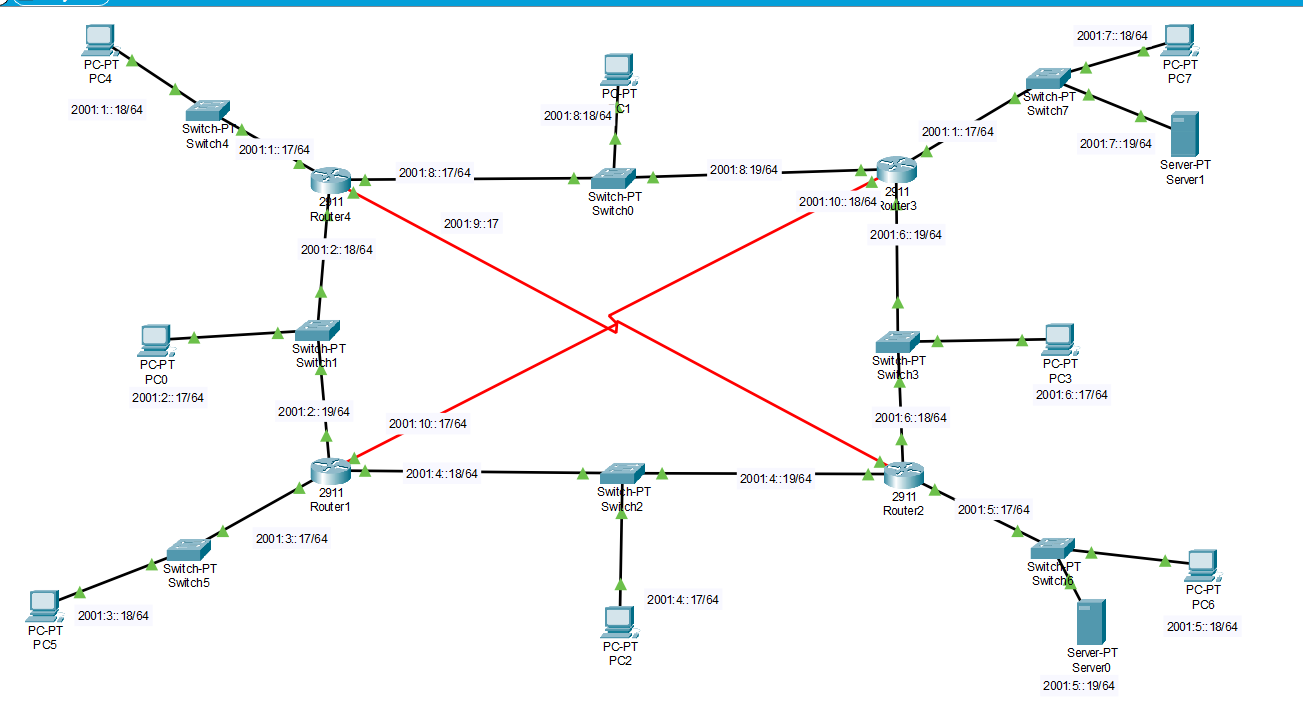 PC-PT
PC4
2001:1::18/64
Switch-PT
Switch4
2001:1::17/64
2911
Router4
2001:8::17/64
PC-PT
PC1
2001:8:18/64
Switch-PT
Switch0
2001:8:19/64
2911
Router3
2001:1::17/64
Switch-PT
Switch7
2001:7::18/64
PC-PT
PC7
2001:7::19/64
Server-PT
Server1
2001:10::18/64
2001:9::17
2001:2::18/64
2001:6::19/64
PC-PT
PC0
2001:2::17/64
Switch-PT
Switch1
2001:2::19/64
Switch-PT
Switch3
PC-PT
PC3
2001:6::17/64
2001:6::18/64
2001:10::17/64
2911
Router1
2001:4::18/64
Switch-PT
Switch2
2001:4::19/64
2911
Router2
2001:5::17/64
2001:3::17/64
Switch-PT
Switch5
PC-PT
PC5
2001:3::18/64
2001:4::17/64
PC-PT
PC2
Switch-PT
Switch6
PC-PT
PC6
2001:5::18/64
Server-PT
Server0
2001:5::19/64